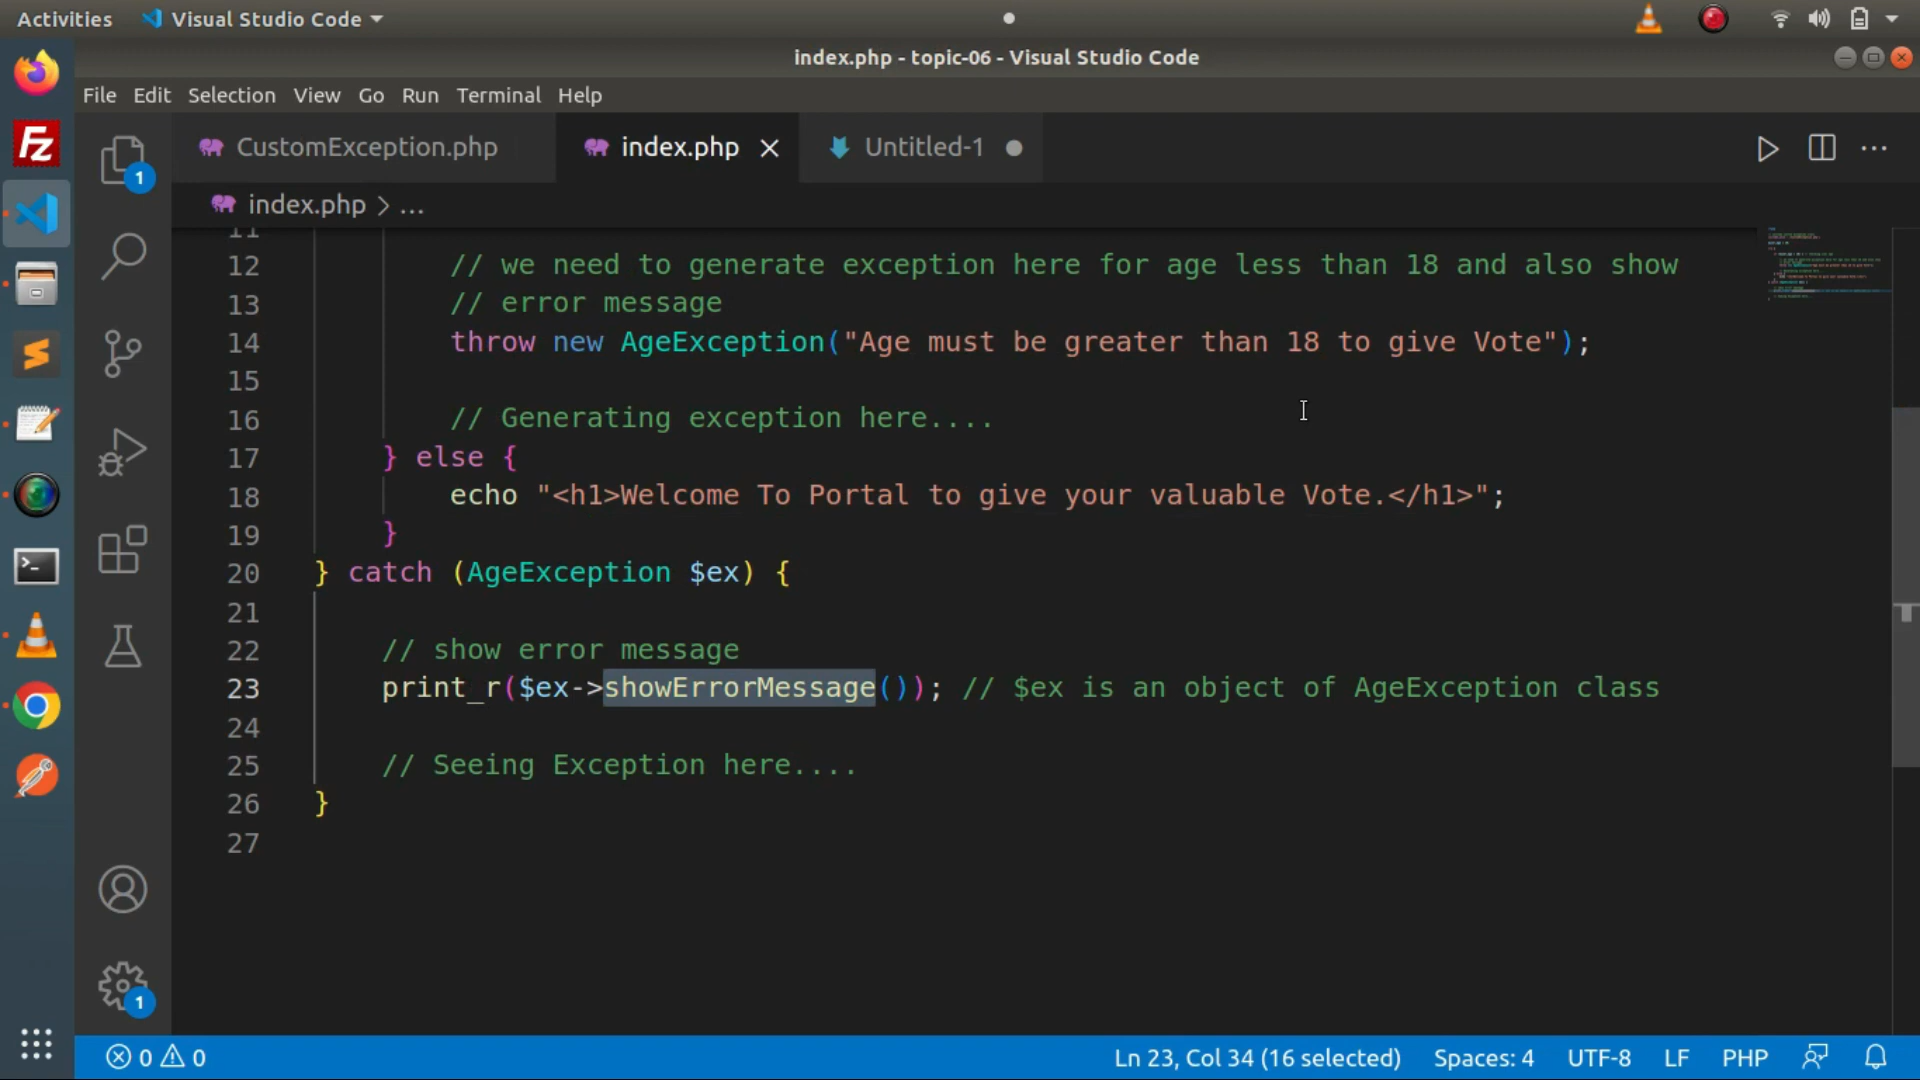 Activities Visual Studio Code
index.php - topic-06 - Visual Studio Code
File Edit Selection View Go Run Terminal Help
CustomException.php index.php Untitled-1
index.php > ...
11
12 // we need to generate exception here for age less than 18 and also show
13 // error message
14 throw new AgeException("Age must be greater than 18 to give Vote");
15
16 // Generating exception here....
17 } else {
18 echo "<h1>Welcome To Portal to give your valuable Vote.</h1>";
19 }
20 } catch (AgeException $ex) {
21
22 // show error message
23 print_r($ex->showErrorMessage()); // $ex is an object of AgeException class
24
25 // Seeing Exception here....
26 }
27
Fz
1
1
0 0 Ln 23, Col 34 (16 selected) Spaces: 4 UTF-8 LF PHP